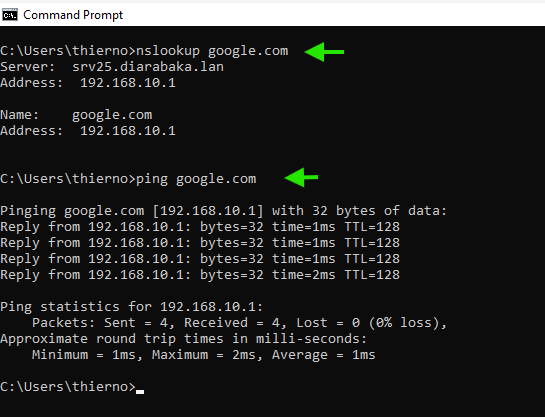 Command Prompt
C:\Users\thierno>nslookup google.com
Server:  srv25.diarabaka.lan
Address:  192.168.10.1
Name:    google.com
Address:  192.168.10.1
C:\Users\thierno>ping google.com
Pinging google.com [192.168.10.1] with 32 bytes of data:
Reply from 192.168.10.1: bytes=32 time=1ms TTL=128
Reply from 192.168.10.1: bytes=32 time=1ms TTL=128
Reply from 192.168.10.1: bytes=32 time=1ms TTL=128
Reply from 192.168.10.1: bytes=32 time=2ms TTL=128
Ping statistics for 192.168.10.1:
    Packets: Sent = 4, Received = 4, Lost = 0 (0% loss),
Approximate round trip times in milli-seconds:
    Minimum = 1ms, Maximum = 2ms, Average = 1ms
C:\Users\thierno>